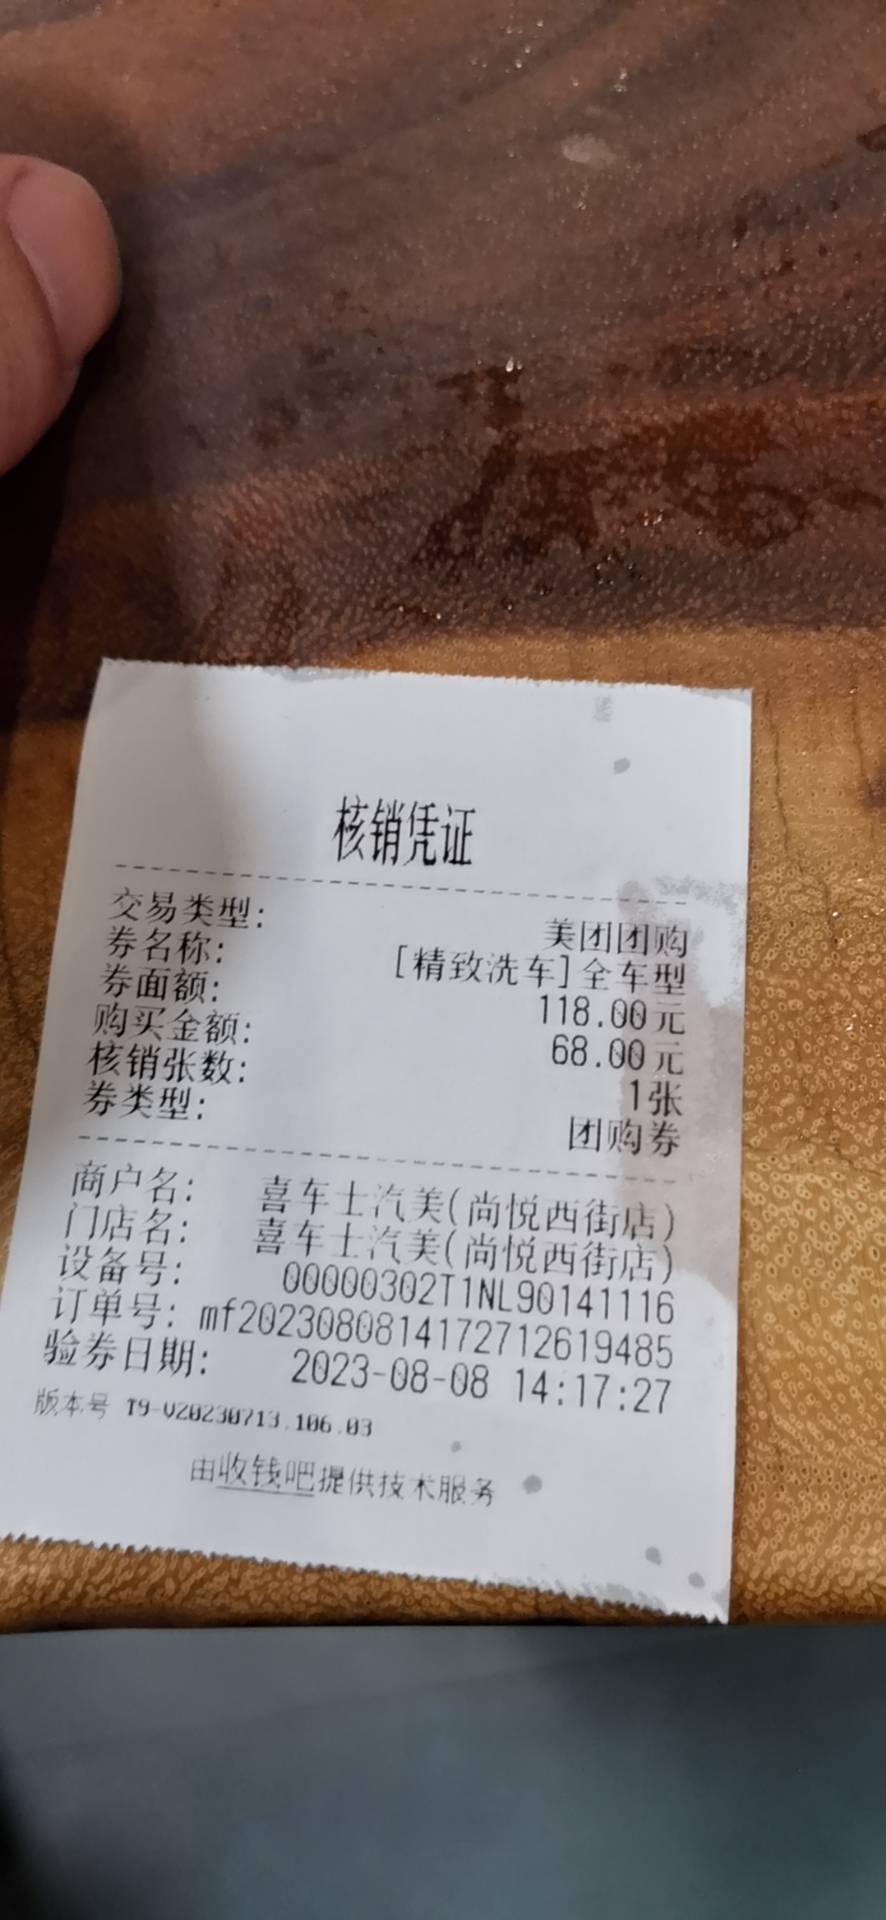 核销凭证
交易类型: 美团团购
券名称: [精致洗车]全车型
券面额: 118.00元
购买金额: 68.00元
核销张数: 1张
券类型: 团购券
商户名: 喜车士汽美(尚悦西街店)
门店名: 喜车士汽美(尚悦西街店)
设备号: 00000302T1NL90141116
订单号: mf2023080814172712619485
验券日期: 2023-08-08 14:17:27
版本号 T9-V20230713.106.03
由收钱吧提供技术服务